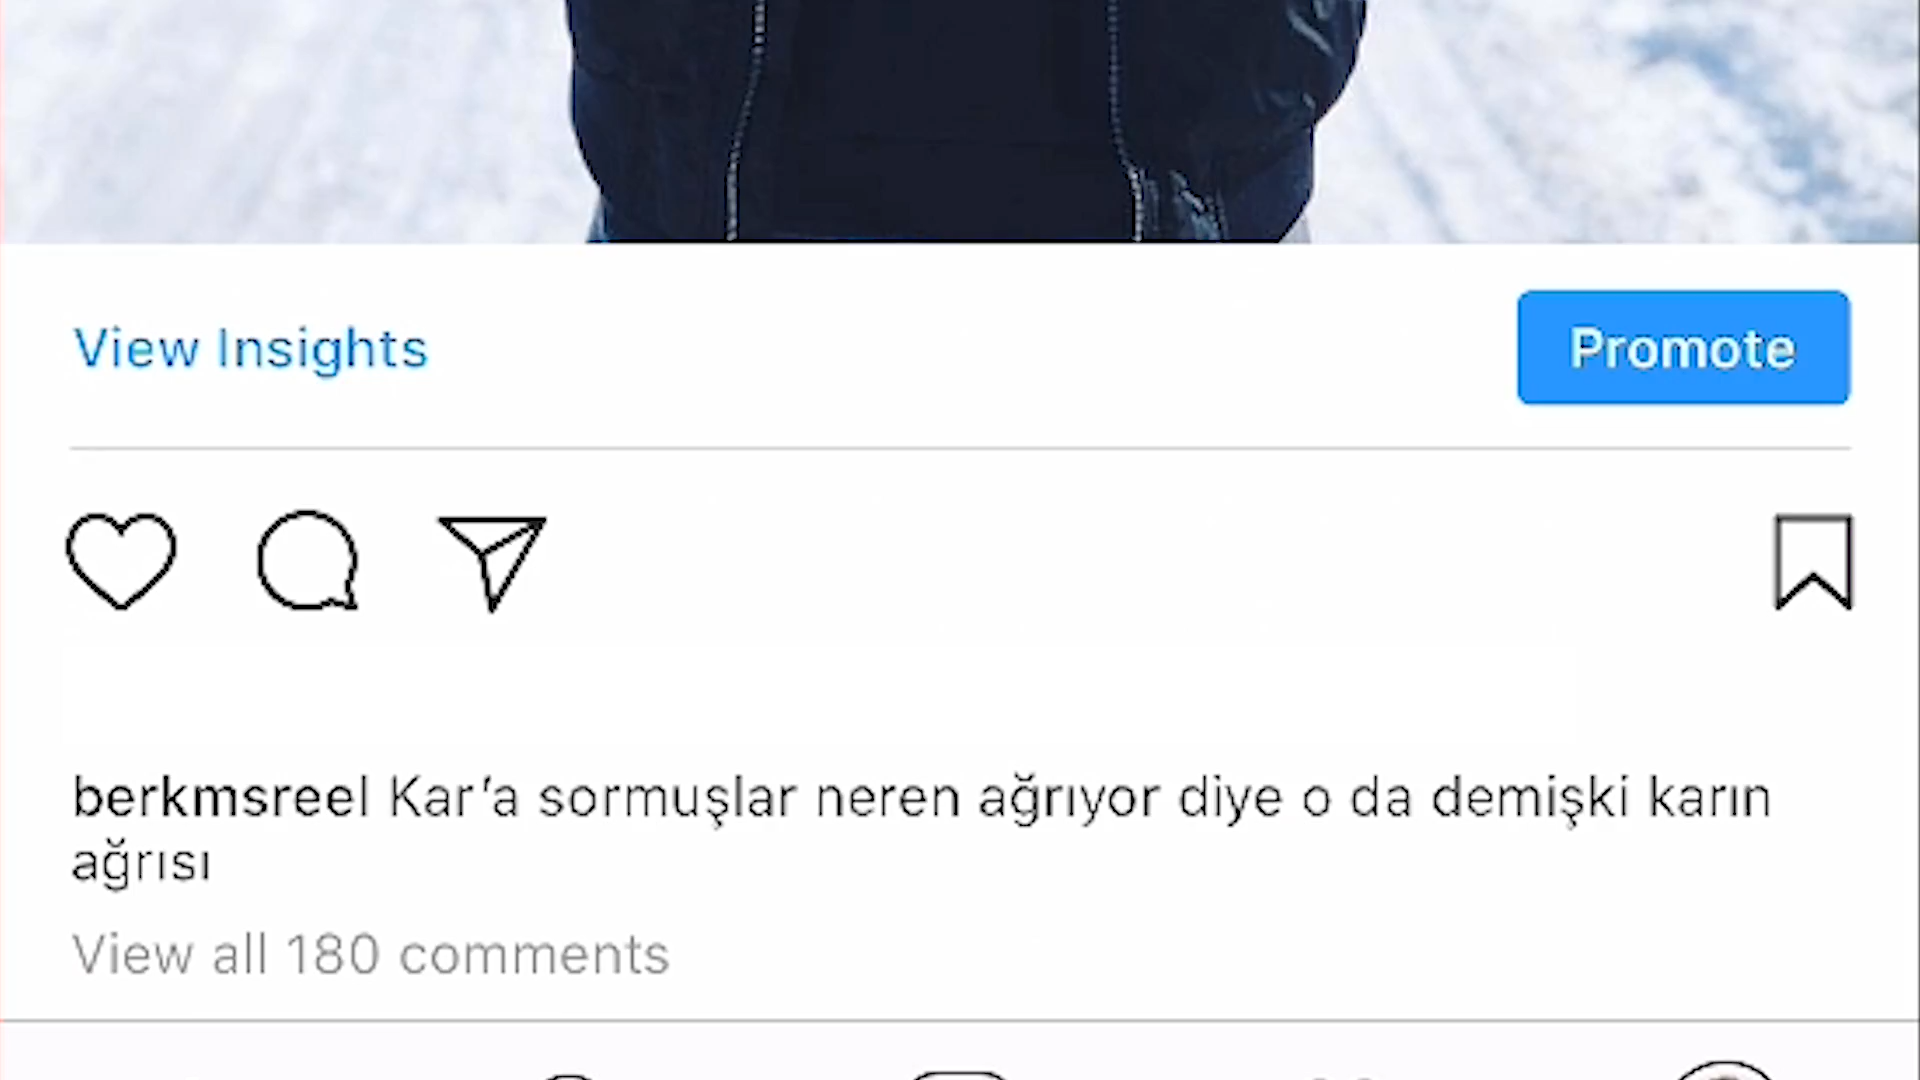 View Insights
Promote
berkmsreel Kar'a sormuşlar neren ağrıyor diye o da demişki karın
ağrısı
View all 180 comments